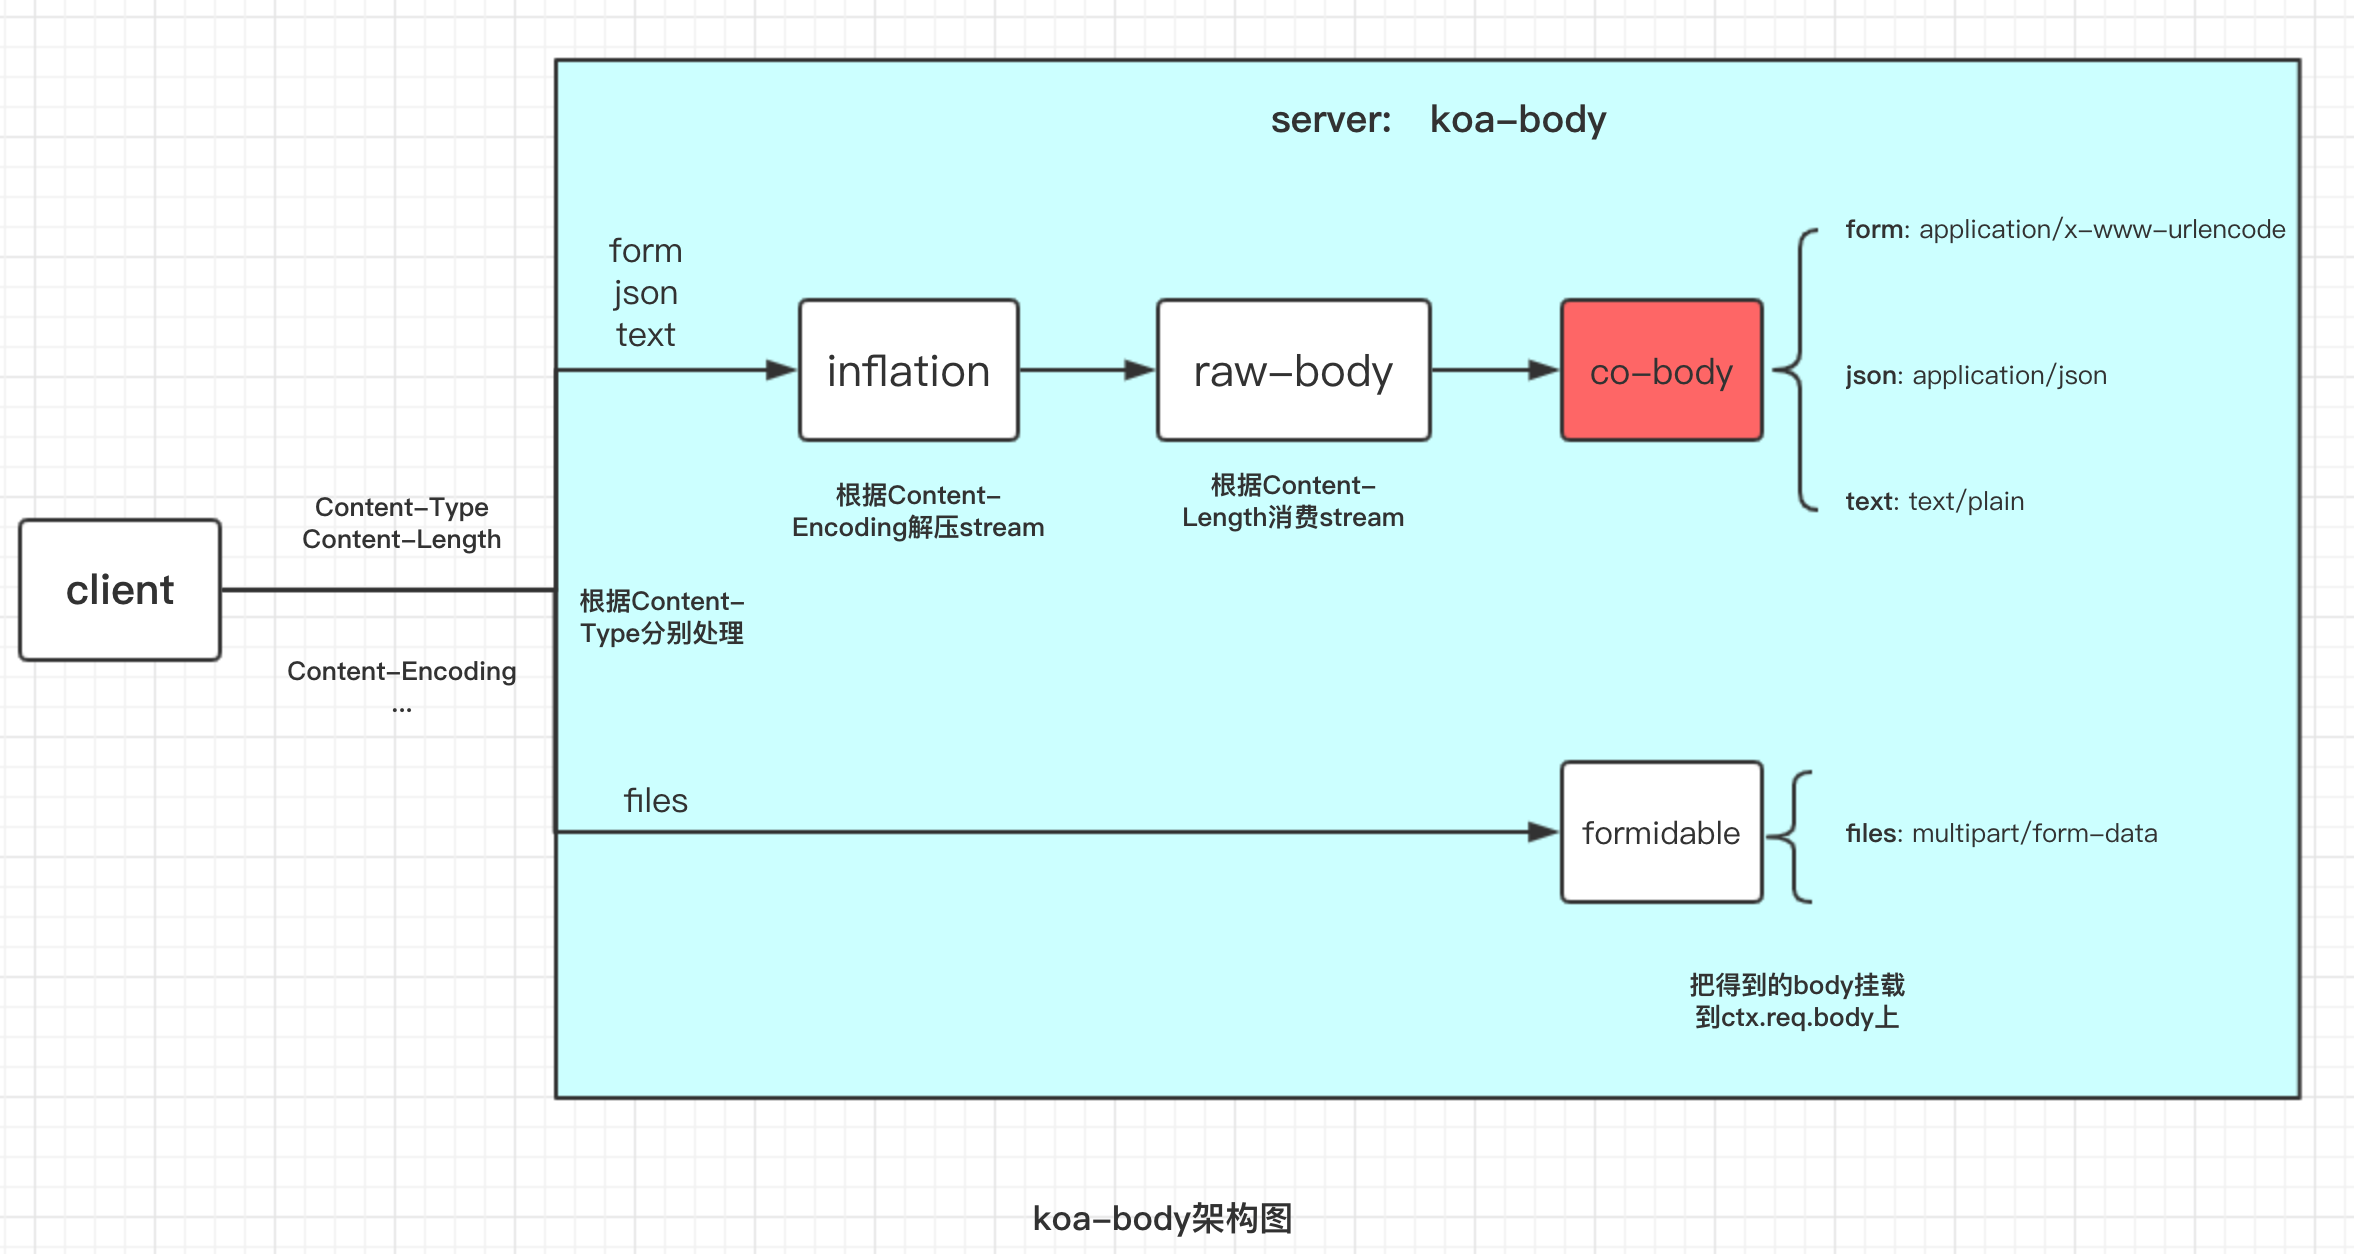 server: koa-body
form
json
text
inflation
raw-body
co-body
form: application/x-www-urlencode
json: application/json
text: text/plain
根据Content-
Encoding解压stream
根据Content-
Length消费stream
Content-Type
Content-Length
client
Content-Encoding
...
根据Content-
Type分别处理
files
formidable
files: multipart/form-data
把得到的body挂载
到ctx.req.body上
koa-body架构图